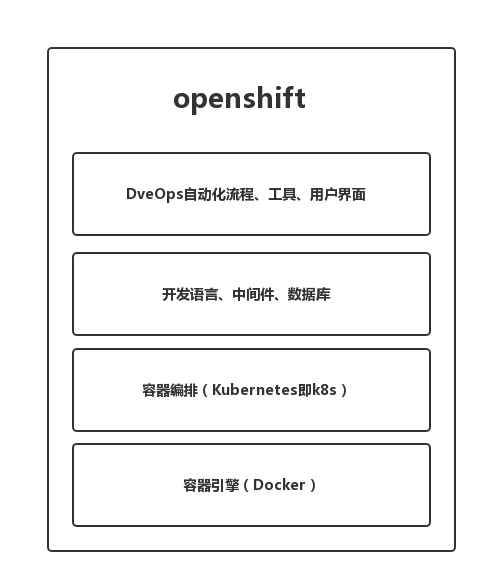 openshift
DveOps自动化流程、工具、用户界面
开发语言、中间件、数据库
容器编排（Kubernetes即k8s）
容器引擎（Docker）